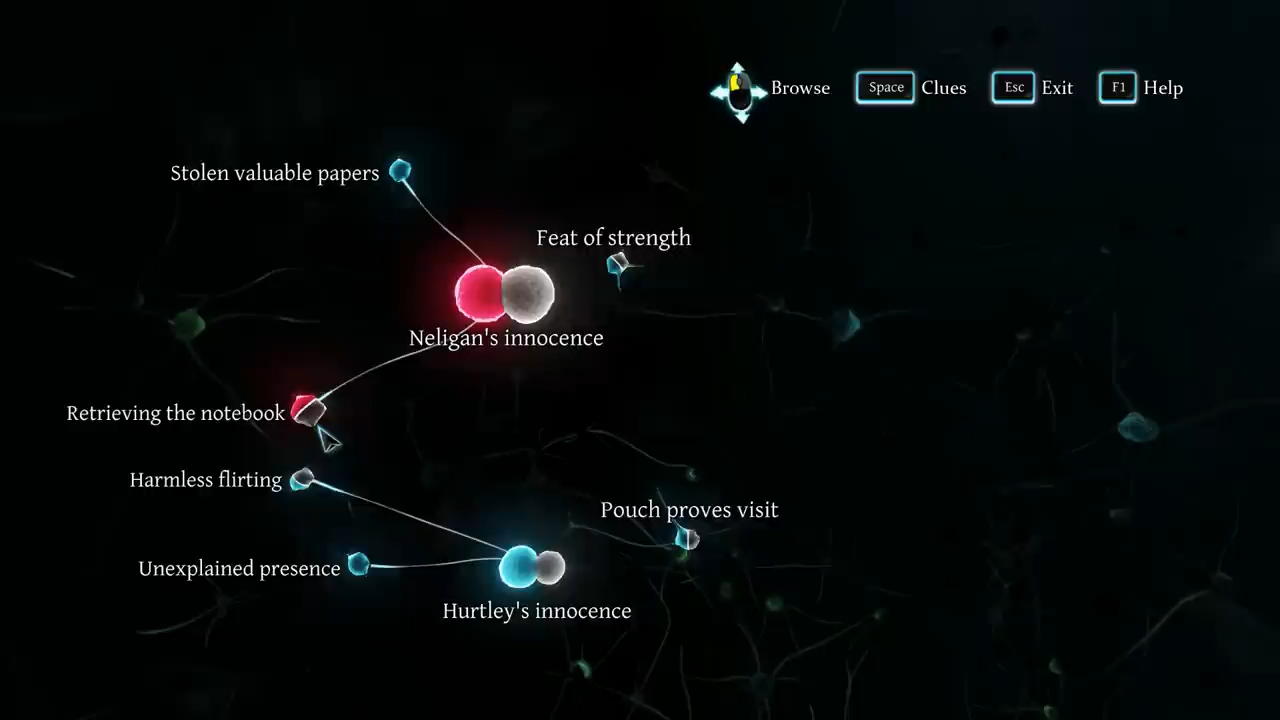 Browse
Space Clues
Esc Exit
F1 Help
Stolen valuable papers
Feat of strength
Neligan's innocence
Retrieving the notebook
Harmless flirting
Pouch proves visit
Unexplained presence
Hurtley's innocence